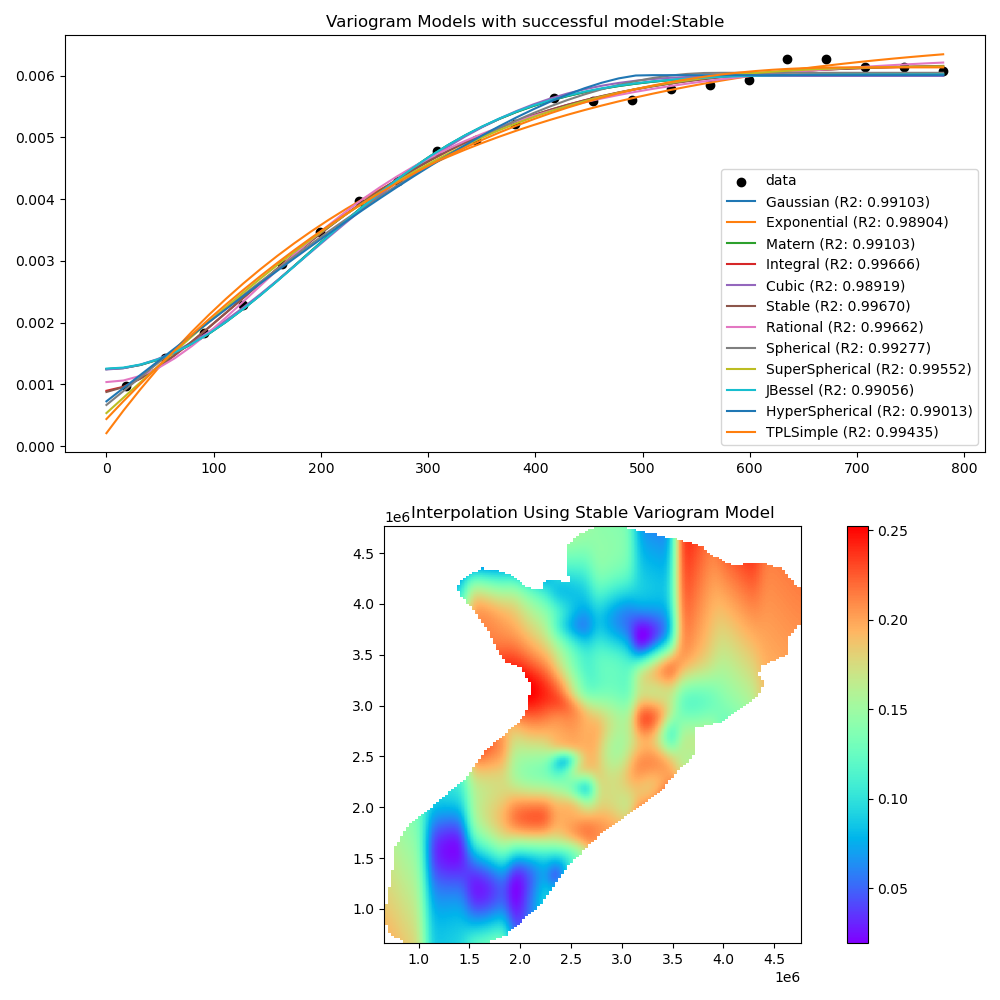 Variogram Models with successful model:Stable
0.006
0.005
0.004
0.003
0.002
0.001
0.000
data
Gaussian (R2: 0.99103)
Exponential (R2: 0.98904)
Matern (R2: 0.99103)
Integral (R2: 0.99666)
Cubic (R2: 0.98919)
Stable (R2: 0.99670)
Rational (R2: 0.99662)
Spherical (R2: 0.99277)
SuperSpherical (R2: 0.99552)
JBessel (R2: 0.99056)
HyperSpherical (R2: 0.99013)
TPLSimple (R2: 0.99435)
0 100 200 300 400 500 600 700 800
Interpolation Using Stable Variogram Model
1e6
4.5
4.0
3.5
3.0
2.5
2.0
1.5
1.0
1.0 1.5 2.0 2.5 3.0 3.5 4.0 4.5
1e6
0.25
0.20
0.15
0.10
0.05